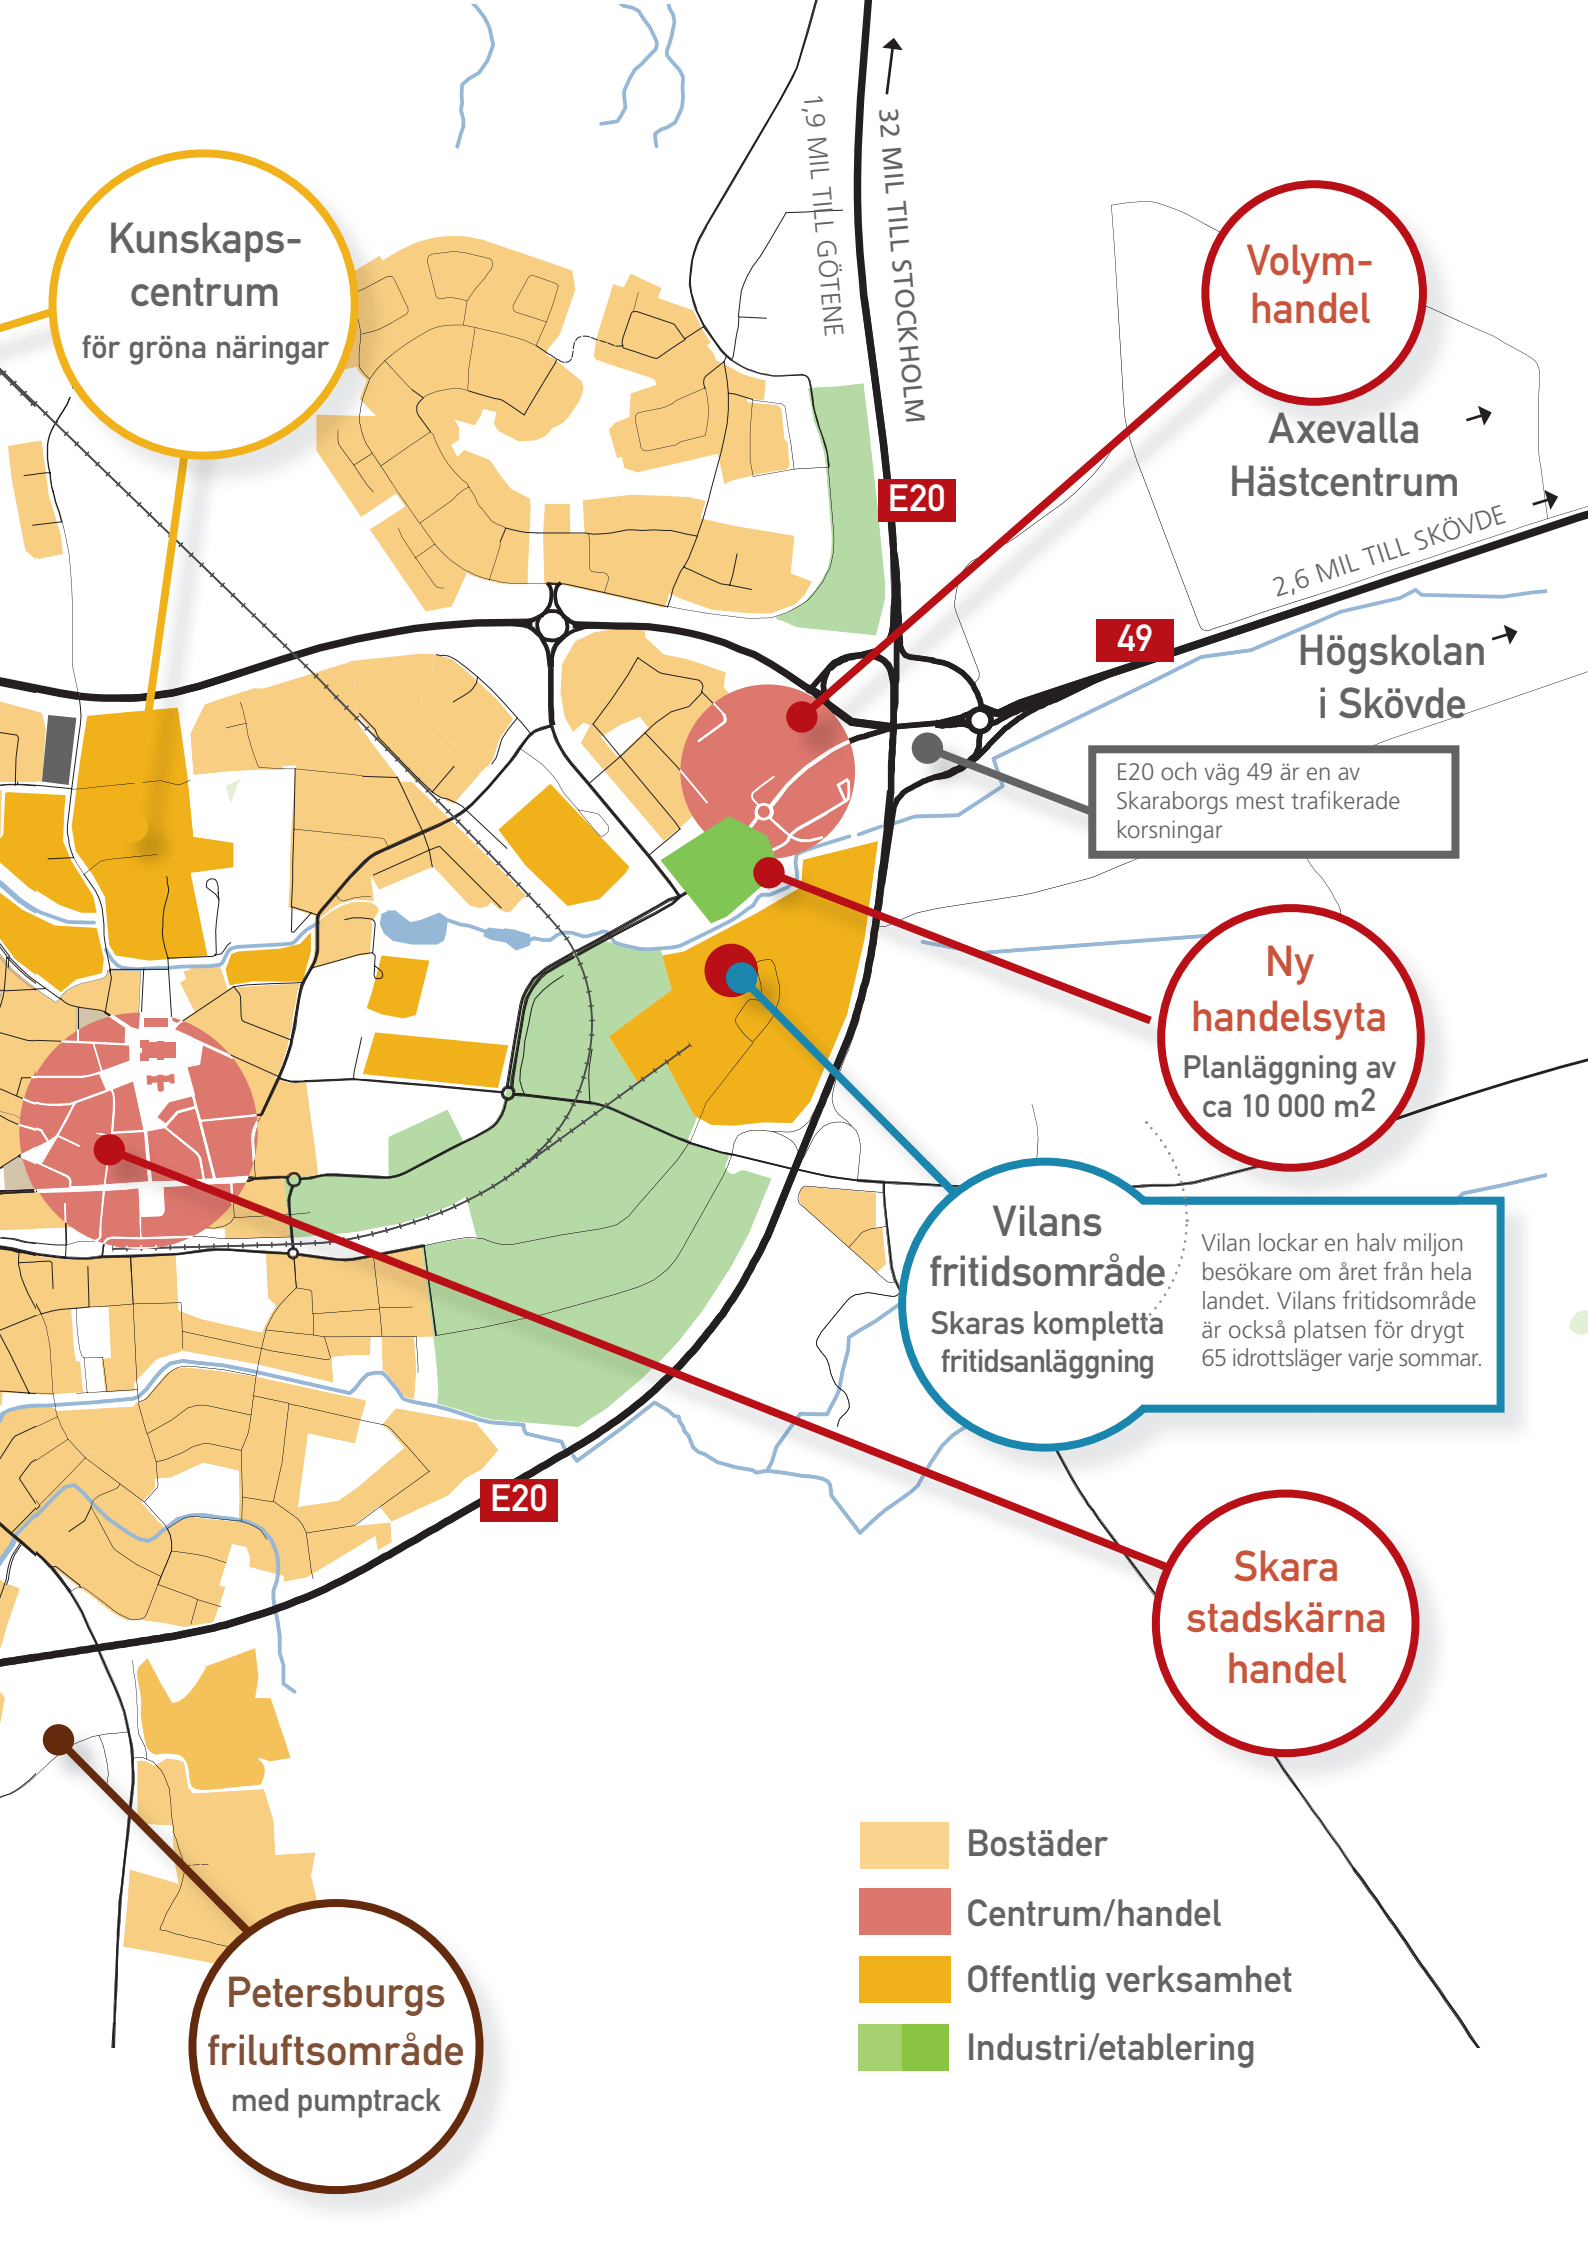 1,9 MIL TILL GÖTENE
32 MIL TILL STOCKHOLM
Kunskaps-
centrum
för gröna näringar
Volym-
handel
Axevalla
Hästcentrum
E20
2,6 MIL TILL SKÖVDE
49
Högskolan
i Skövde
E20 och väg 49 är en av
Skaraborgs mest trafikerade
korsningar
Ny
handelsyta
Planläggning av
ca 10 000 m2
Vilans
fritidsområde
Skaras kompletta
fritidsanläggning
Vilan lockar en halv miljon
besökare om året från hela
landet. Vilans fritidsområde
är också platsen för drygt
65 idrottsläger varje sommar.
E20
Skara
stadskärna
handel
Bostäder
Centrum/handel
Offentlig verksamhet
Industri/etablering
Petersburgs
friluftsområde
med pumptrack